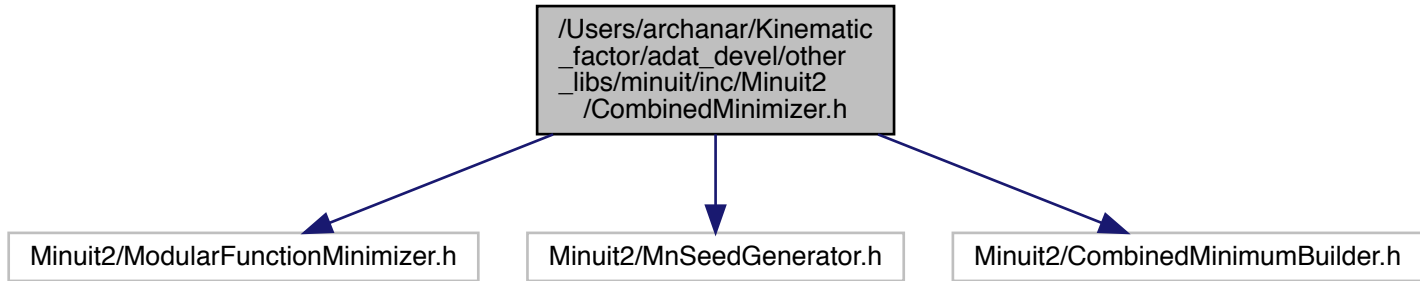 /Users/archanar/Kinematic
_factor/adat_devel/other
_libs/minuit/inc/Minuit2
/CombinedMinimizer.h
Minuit2/ModularFunctionMinimizer.h
Minuit2/MnSeedGenerator.h
Minuit2/CombinedMinimumBuilder.h